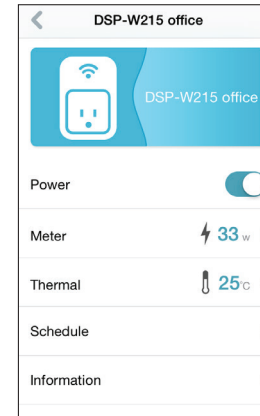 DSP-W215 office
DSP-W215 office
Power
Meter 33 w
Thermal 25°C
Schedule
Information